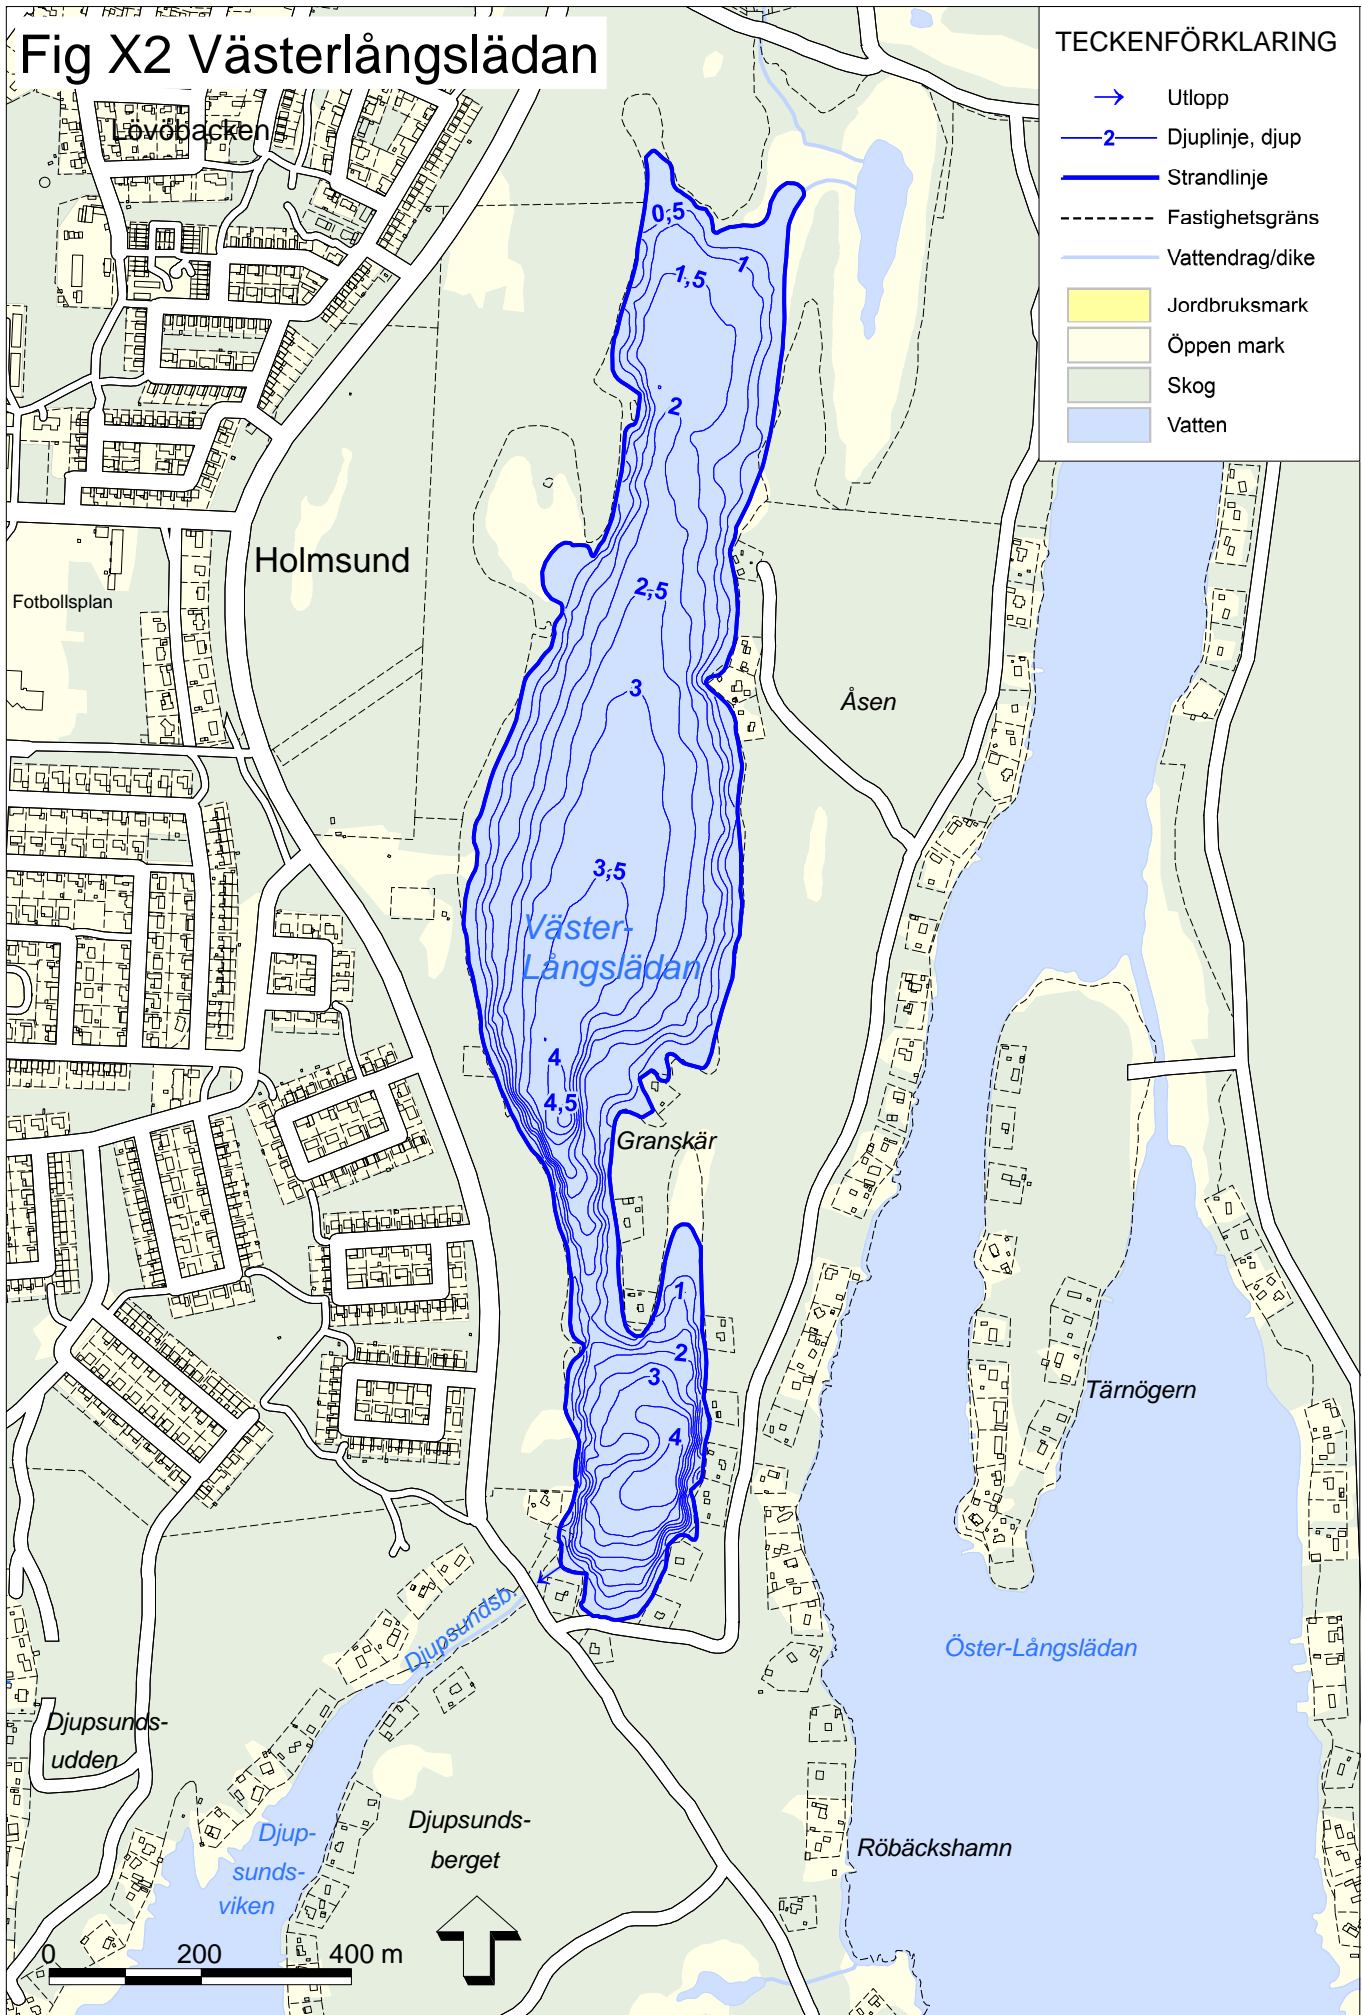 Fig X2 Västerlångslädan
TECKENFÖRKLARING
Utlopp
2 Djuplinje, djup
Strandlinje
Fastighetsgräns
Vattendrag/dike
Jordbruksmark
Öppen mark
Skog
Vatten
Lövöbacken
0,5
1
1,5
2
Holmsund
Fotbollsplan
2,5
3
Åsen
3,5
Väster-
Långslädan
4
4,5
Granskär
1
2
3
4
Tärnögern
Djupsundsb.
Öster-Långslädan
Djupsunds-
udden
Djup-
sunds-
viken
Djupsunds-
berget
Röbäckshamn
0 200 400 m